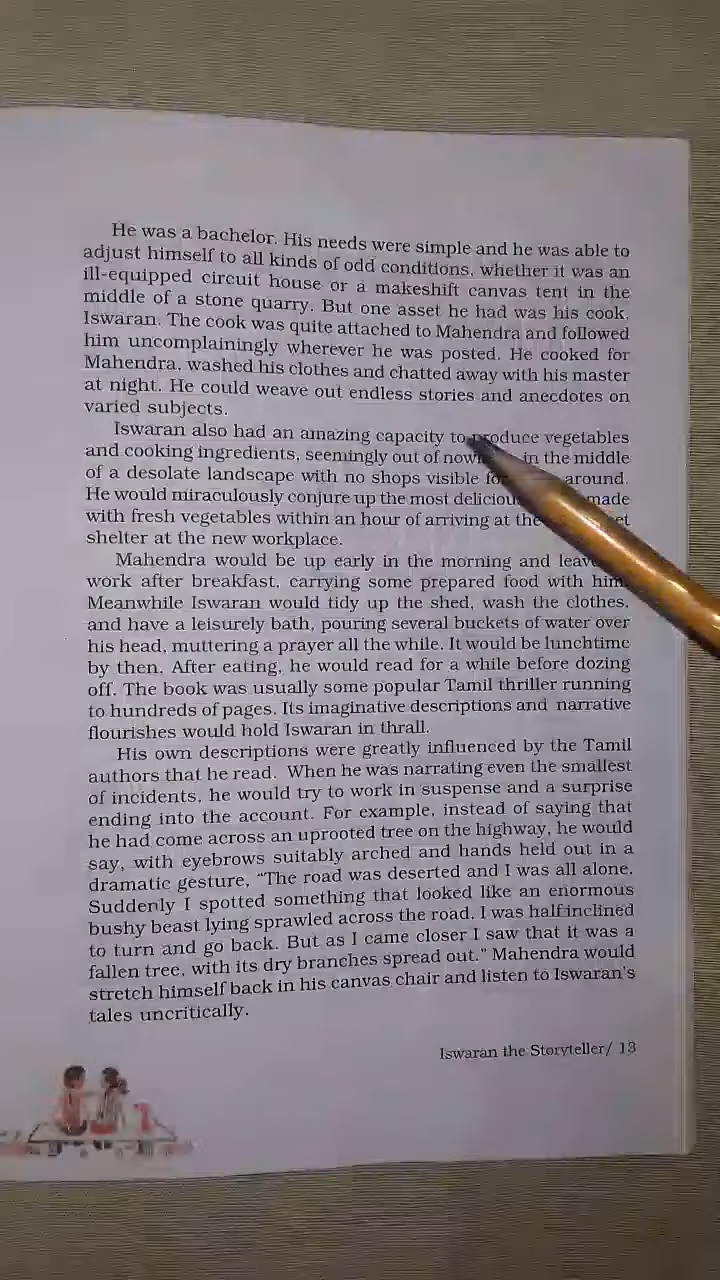 He was a bachelor. His needs were simple and he was able to
adjust himself to all kinds of odd conditions, whether it was an
ill-equipped circuit house or a makeshift canvas tent in the
middle of a stone quarry. But one asset he had was his cook,
Iswaran. The cook was quite attached to Mahendra and followed
him uncomplainingly wherever he was posted. He cooked for
Mahendra, washed his clothes and chatted away with his master
at night. He could weave out endless stories and anecdotes on
varied subjects.
Iswaran also had an amazing capacity to produce vegetables
and cooking ingredients, seemingly out of in the middle
of a desolate landscape with no shops visible around.
He would miraculously conjure up the most made
with fresh vegetables within an hour of arriving at
shelter at the new workplace.
Mahendra would be up early in the morning and
work after breakfast, carrying some prepared food with him.
Meanwhile Iswaran would tidy up the shed, wash the clothes,
and have a leisurely bath, pouring several buckets of water over
his head, muttering a prayer all the while. It would be lunchtime
by then. After eating, he would read for a while before dozing
off. The book was usually some popular Tamil thriller running
to hundreds of pages. Its imaginative descriptions and narrative
flourishes would hold Iswaran in thrall.
His own descriptions were greatly influenced by the Tamil
authors that he read. When he was narrating even the smallest
of incidents, he would try to work in suspense and a surprise
ending into the account. For example, instead of saying that
he had come across an uprooted tree on the highway, he would
say, with eyebrows suitably arched and hands held out in a
dramatic gesture, “The road was deserted and I was all alone.
Suddenly I spotted something that looked like an enormous
bushy beast lying sprawled across the road. I was half inclined
to turn and go back. But as I came closer I saw that it was a
fallen tree, with its dry branches spread out.” Mahendra would
stretch himself back in his canvas chair and listen to Iswaran's
tales uncritically.
Iswaran the Storyteller/ 13